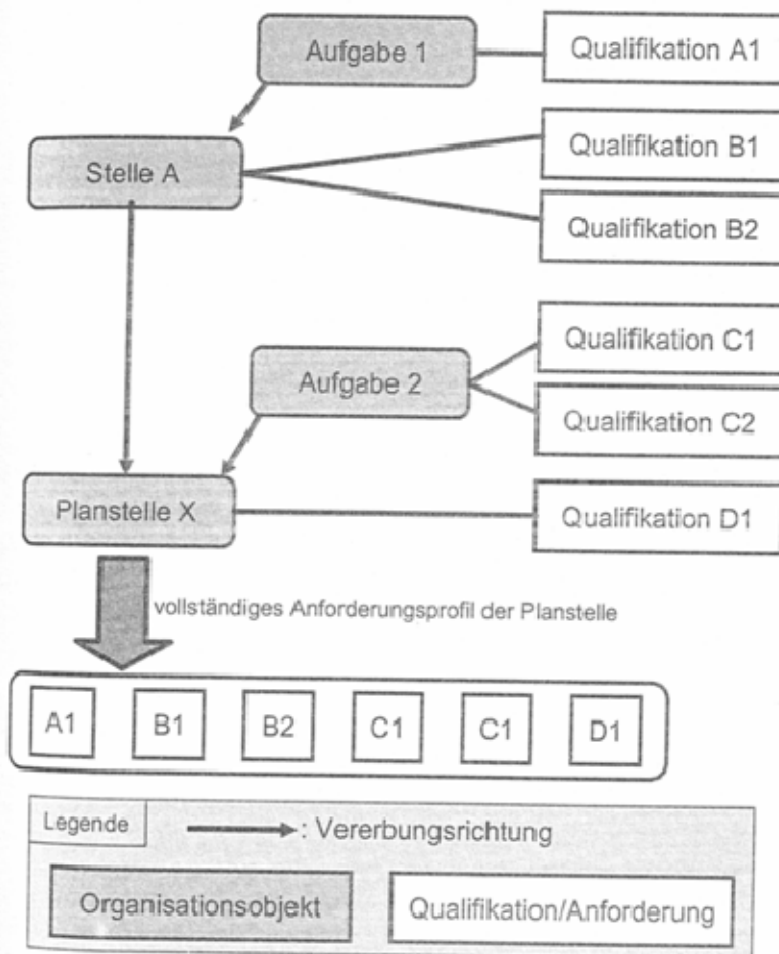 Aufgabe 1
Qualifikation A1
Stelle A
Qualifikation B1
Qualifikation B2
Aufgabe 2
Qualifikation C1
Qualifikation C2
Planstelle X
Qualifikation D1
vollständiges Anforderungsprofil der Planstelle
A1 B1 B2 C1 C1 D1
Legende
: Vererbungsrichtung
Organisationsobjekt
Qualifikation/Anforderung